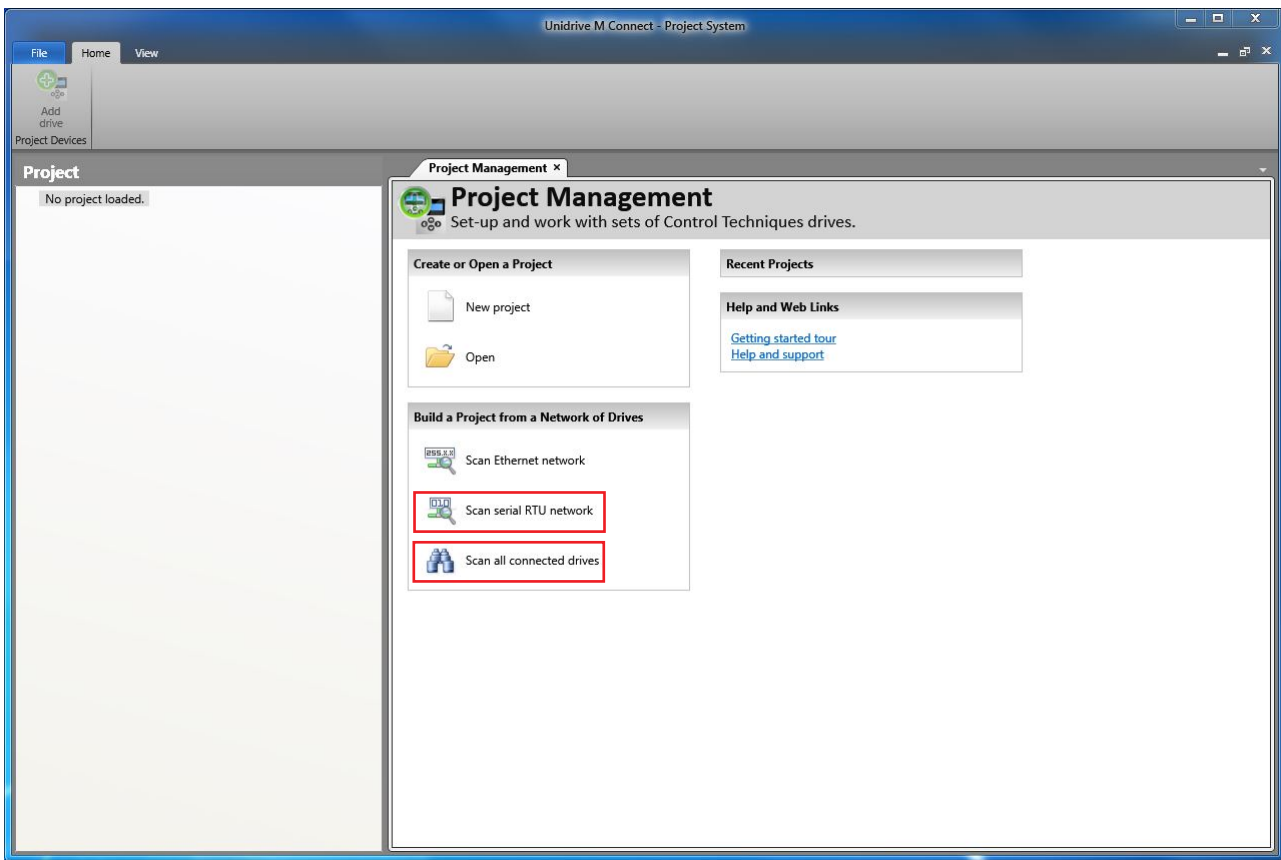 Unidrive M Connect - Project System
File Home View
Add
drive
Project Devices
Project
No project loaded.
Project Management ×
Project Management
Set-up and work with sets of Control Techniques drives.
Create or Open a Project
New project
Open
Recent Projects
Help and Web Links
Getting started tour
Help and support
Build a Project from a Network of Drives
255.X.X
Scan Ethernet network
010
Scan serial RTU network
Scan all connected drives